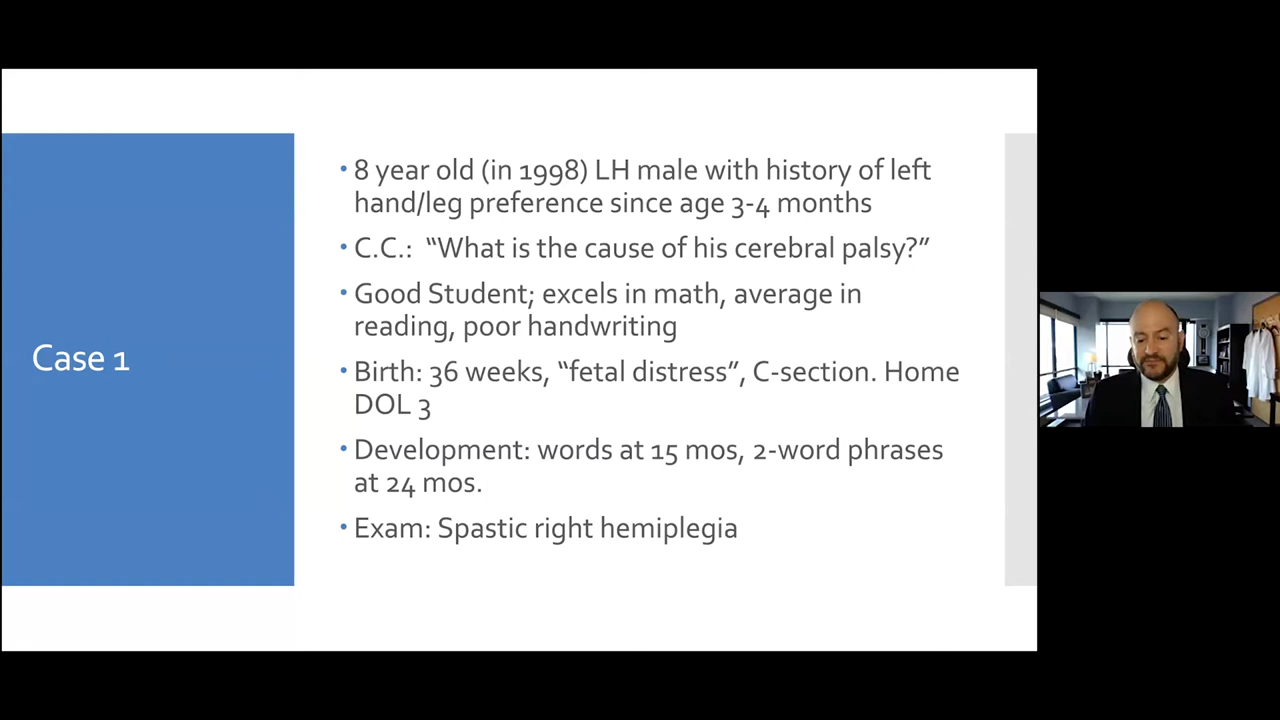 Case 1
• 8 year old (in 1998) LH male with history of left
hand/leg preference since age 3-4 months
• C.C.: “What is the cause of his cerebral palsy?”
• Good Student; excels in math, average in
reading, poor handwriting
• Birth: 36 weeks, “fetal distress”, C-section. Home
DOL 3
• Development: words at 15 mos, 2-word phrases
at 24 mos.
• Exam: Spastic right hemiplegia